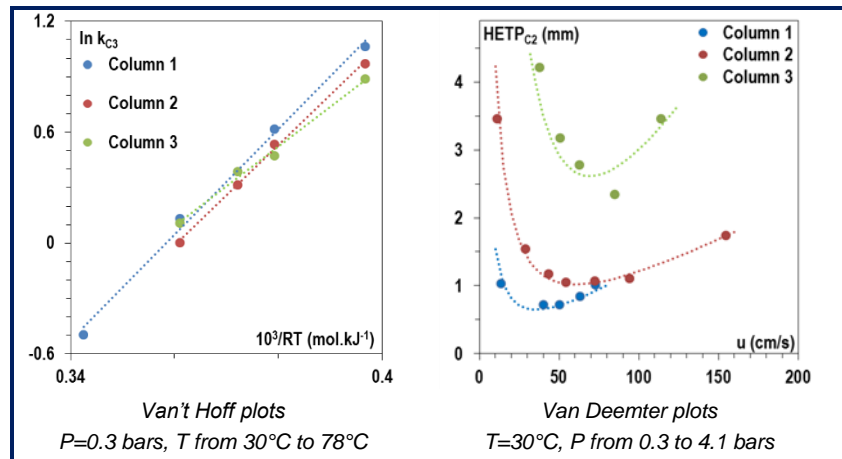 1.2
ln k_C3
Column 1
Column 2
Column 3
0.6
0
-0.6
10³/RT (mol.kJ⁻¹)
0.34
0.4
Van't Hoff plots
P=0.3 bars, T from 30°C to 78°C
HETP_C2 (mm)
Column 1
Column 2
Column 3
4
3
2
1
0
u (cm/s)
0 50 100 150 200
Van Deemter plots
T=30°C, P from 0.3 to 4.1 bars